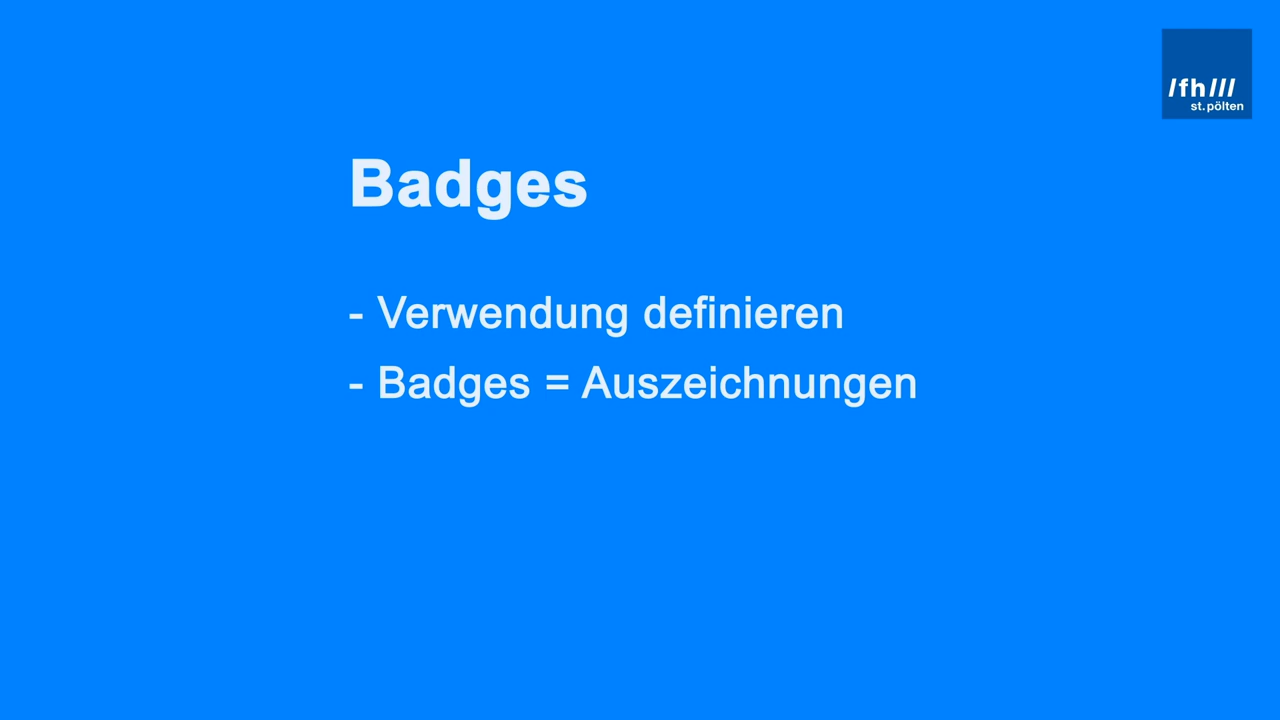 /fh///
st.pölten
Badges
- Verwendung definieren
- Badges = Auszeichnungen